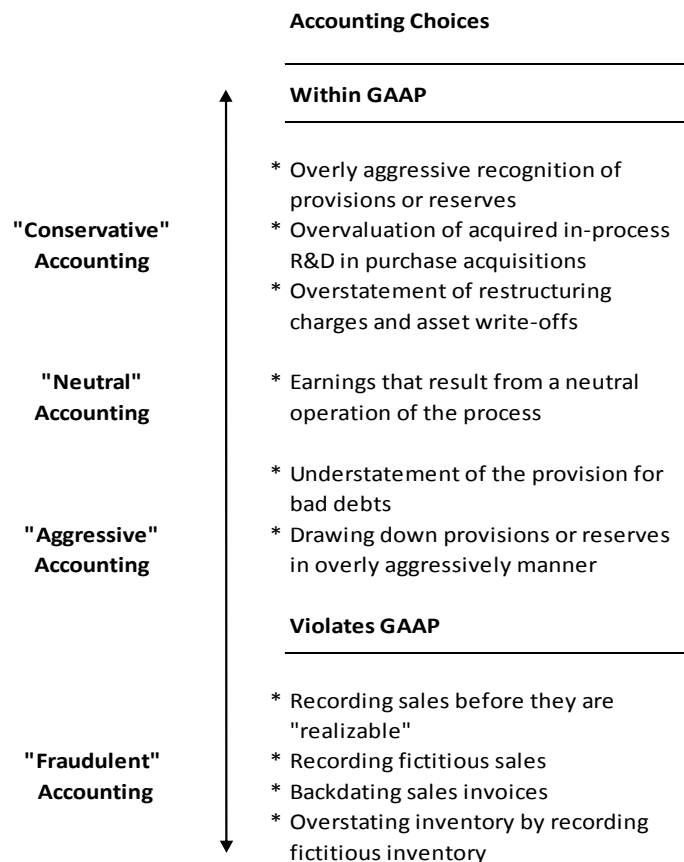 Accounting Choices
Within GAAP
"Conservative"
Accounting
* Overly aggressive recognition of
provisions or reserves
* Overvaluation of acquired in-process
R&D in purchase acquisitions
* Overstatement of restructuring
charges and asset write-offs
"Neutral"
Accounting
* Earnings that result from a neutral
operation of the process
"Aggressive"
Accounting
* Understatement of the provision for
bad debts
* Drawing down provisions or reserves
in overly aggressively manner
Violates GAAP
"Fraudulent"
Accounting
* Recording sales before they are
"realizable"
* Recording fictitious sales
* Backdating sales invoices
* Overstating inventory by recording
fictitious inventory